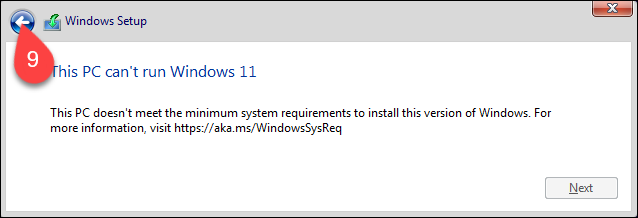 Windows Setup
9
This PC can't run Windows 11
This PC doesn't meet the minimum system requirements to install this version of Windows. For
more information, visit https://aka.ms/WindowsSysReq
Next